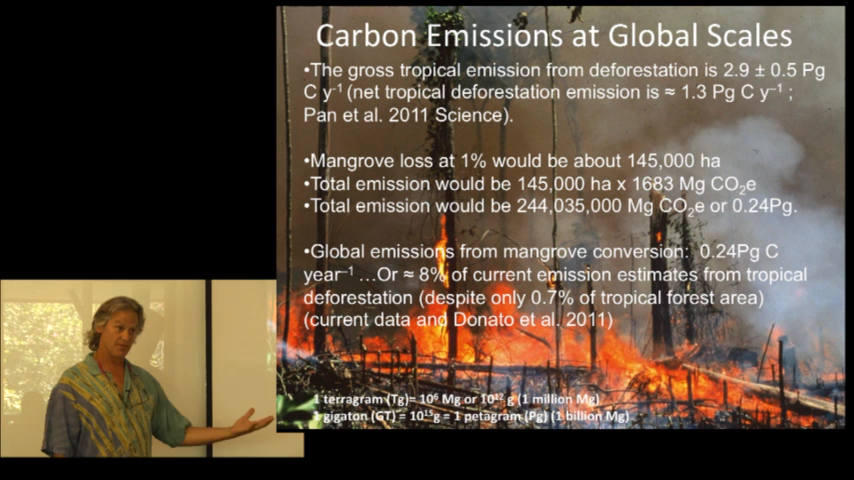 Carbon Emissions at Global Scales
•The gross tropical emission from deforestation is 2.9 ± 0.5 Pg
C y⁻¹ (net tropical deforestation emission is ≈ 1.3 Pg C y⁻¹ ;
Pan et al. 2011 Science).
•Mangrove loss at 1% would be about 145,000 ha
•Total emission would be 145,000 ha x 1683 Mg CO₂e
•Total emission would be 244,035,000 Mg CO₂e or 0.24Pg.
•Global emissions from mangrove conversion: 0.24Pg C
year⁻¹ …Or ≈ 8% of current emission estimates from tropical
deforestation (despite only 0.7% of tropical forest area)
(current data and Donato et al. 2011)
1 terragram (Tg)= 10⁶ Mg or 10¹² g (1 million Mg)
1 gigaton (GT) = 10¹⁵g = 1 petagram (Pg) (1 billion Mg)